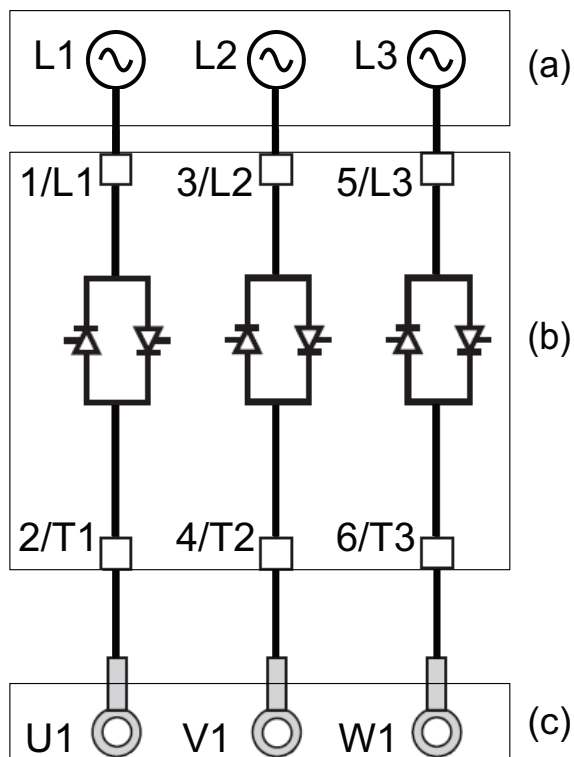 L1 L2 L3 (a)
1/L1 3/L2 5/L3
(b)
2/T1 4/T2 6/T3
U1 V1 W1 (c)